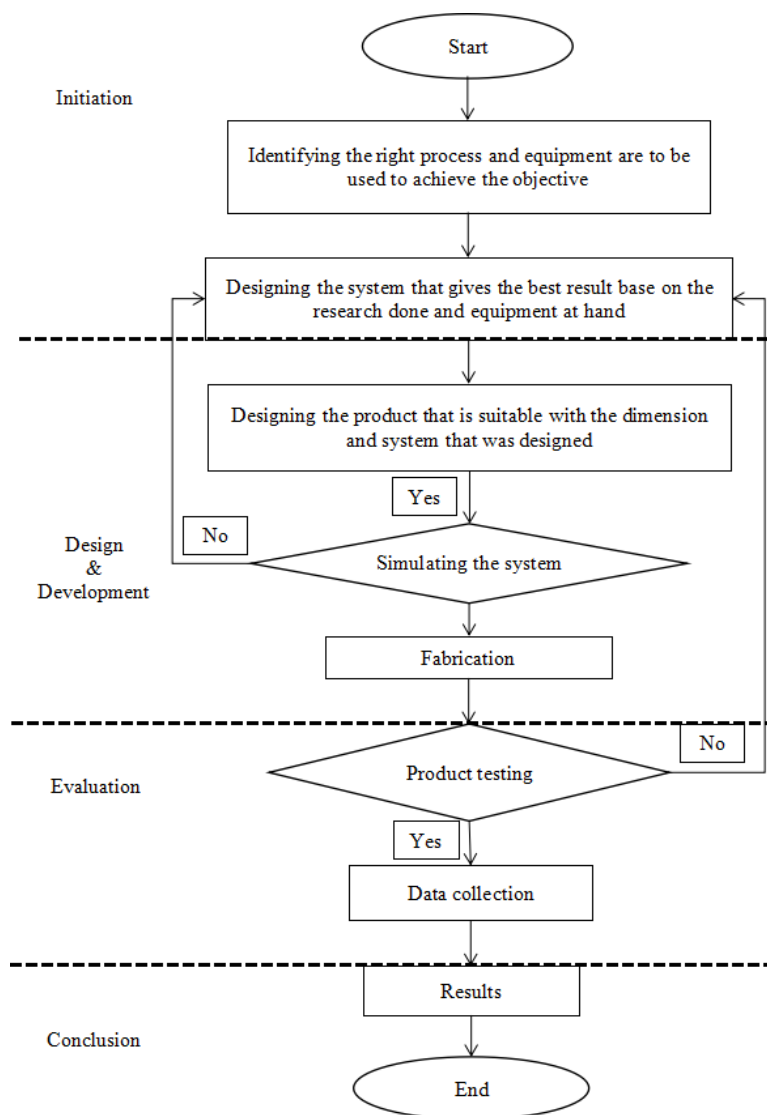 Start
Initiation
Identifying the right process and equipment are to be
used to achieve the objective
Designing the system that gives the best result base on the
research done and equipment at hand
Designing the product that is suitable with the dimension
and system that was designed
Yes
No
Design
&
Development
Simulating the system
Fabrication
No
Evaluation
Product testing
Yes
Data collection
Results
Conclusion
End